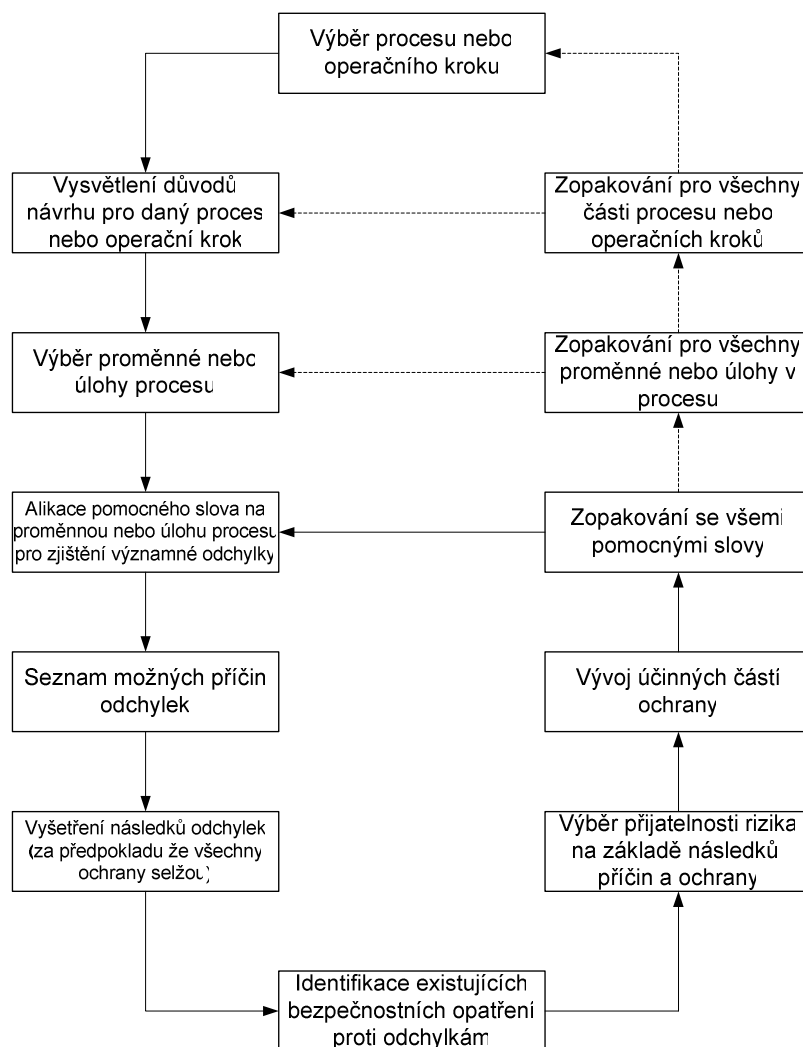 Výběr procesu nebo
operačního kroku
Vysvětlení důvodů
návrhu pro daný proces
nebo operační krok
Zopakování pro všechny
části procesu nebo
operačních kroků
Výběr proměnné nebo
úlohy procesu
Zopakování pro všechny
proměnné nebo úlohy v
procesu
Alikace pomocného slova na
proměnnou nebo úlohu procesu
pro zjištění významné odchylky
Zopakování se všemi
pomocnými slovy
Seznam možných příčin
odchylek
Vývoj účinných částí
ochrany
Vyšetření následků odchylek
(za předpokladu že všechny
ochrany selžou)
Výběr přijatelnosti rizika
na základě následků
příčin a ochrany
Identifikace existujících
bezpečnostních opatření
proti odchylkám